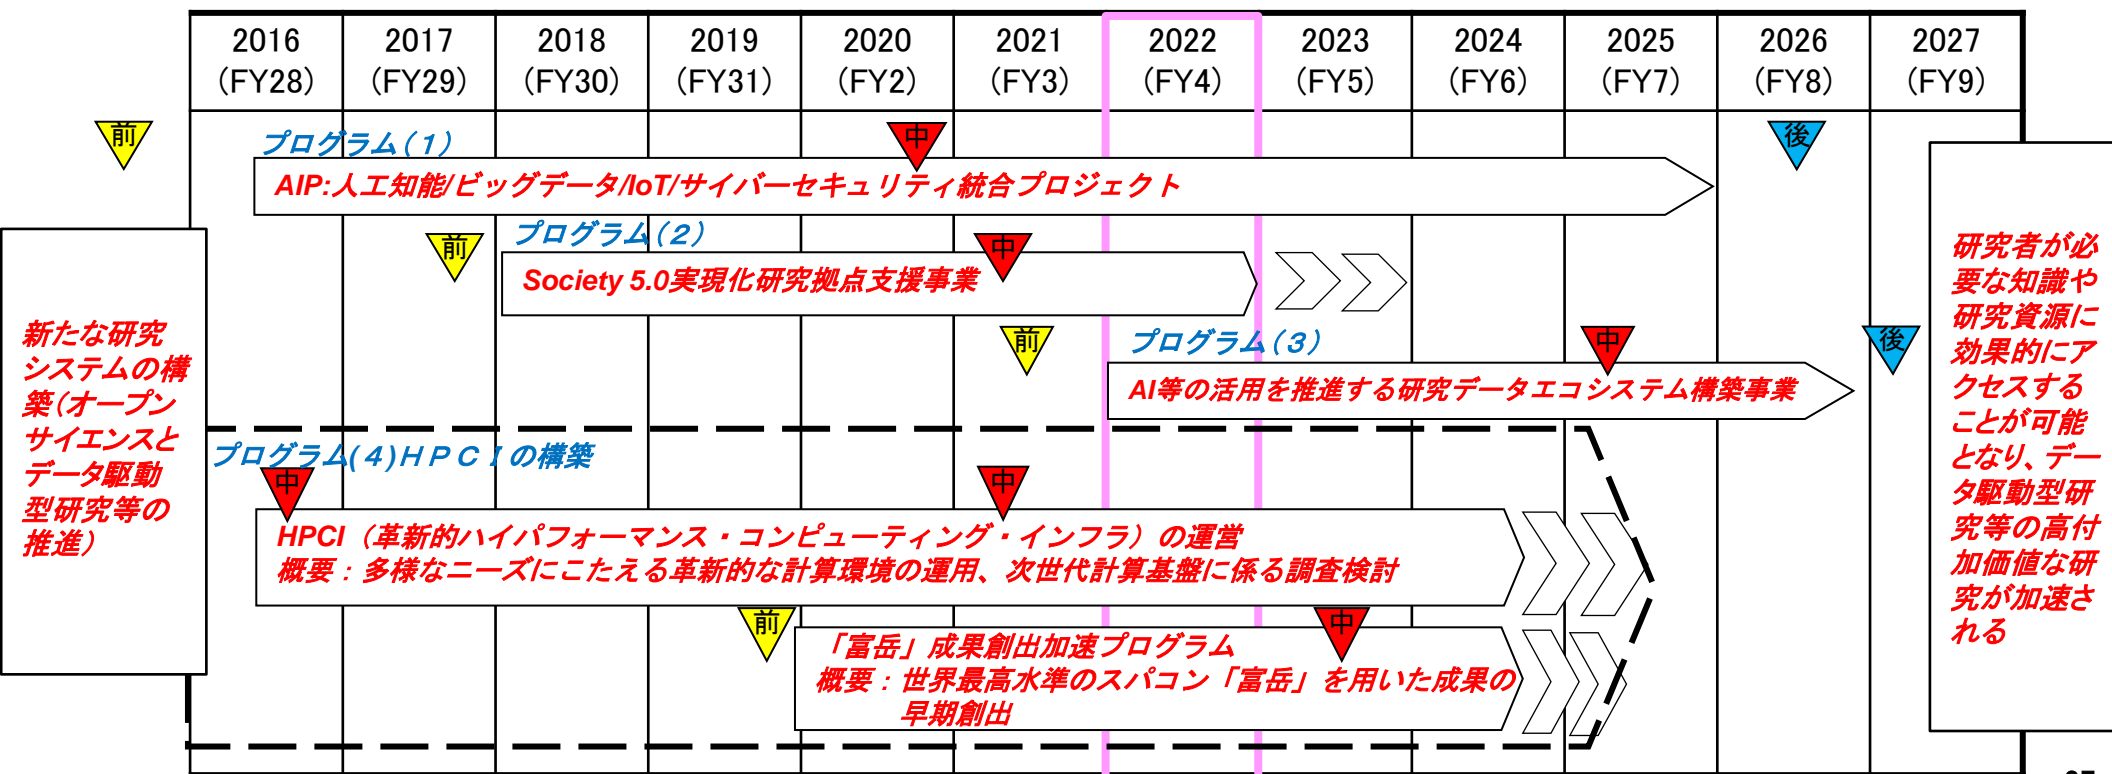 2016 2017 2018 2019 2020 2021 2022 2023 2024 2025 2026 2027
(FY28) (FY29) (FY30) (FY31) (FY2) (FY3) (FY4) (FY5) (FY6) (FY7) (FY8) (FY9)
前
プログラム(1)
中
後
AIP:人工知能/ビッグデータ/IoT/サイバーセキュリティ統合プロジェクト
前
プログラム(2)
中
Society 5.0実現化研究拠点支援事業
前
プログラム(3)
中
後
AI等の活用を推進する研究データエコシステム構築事業
新たな研究
システムの構
築(オープン
サイエンスと
データ駆動
型研究等の
推進)
プログラム(4)HPCIの構築
中
中
HPCI(革新的ハイパフォーマンス・コンピューティング・インフラ)の運営
概要:多様なニーズにこたえる革新的な計算環境の運用、次世代計算基盤に係る調査検討
前
中
「富岳」成果創出加速プログラム
概要:世界最高水準のスパコン「富岳」を用いた成果の
早期創出
研究者が必
要な知識や
研究資源に
効果的にア
クセスする
ことが可能
となり、デー
タ駆動型研
究等の高付
加価値な研
究が加速さ
れる